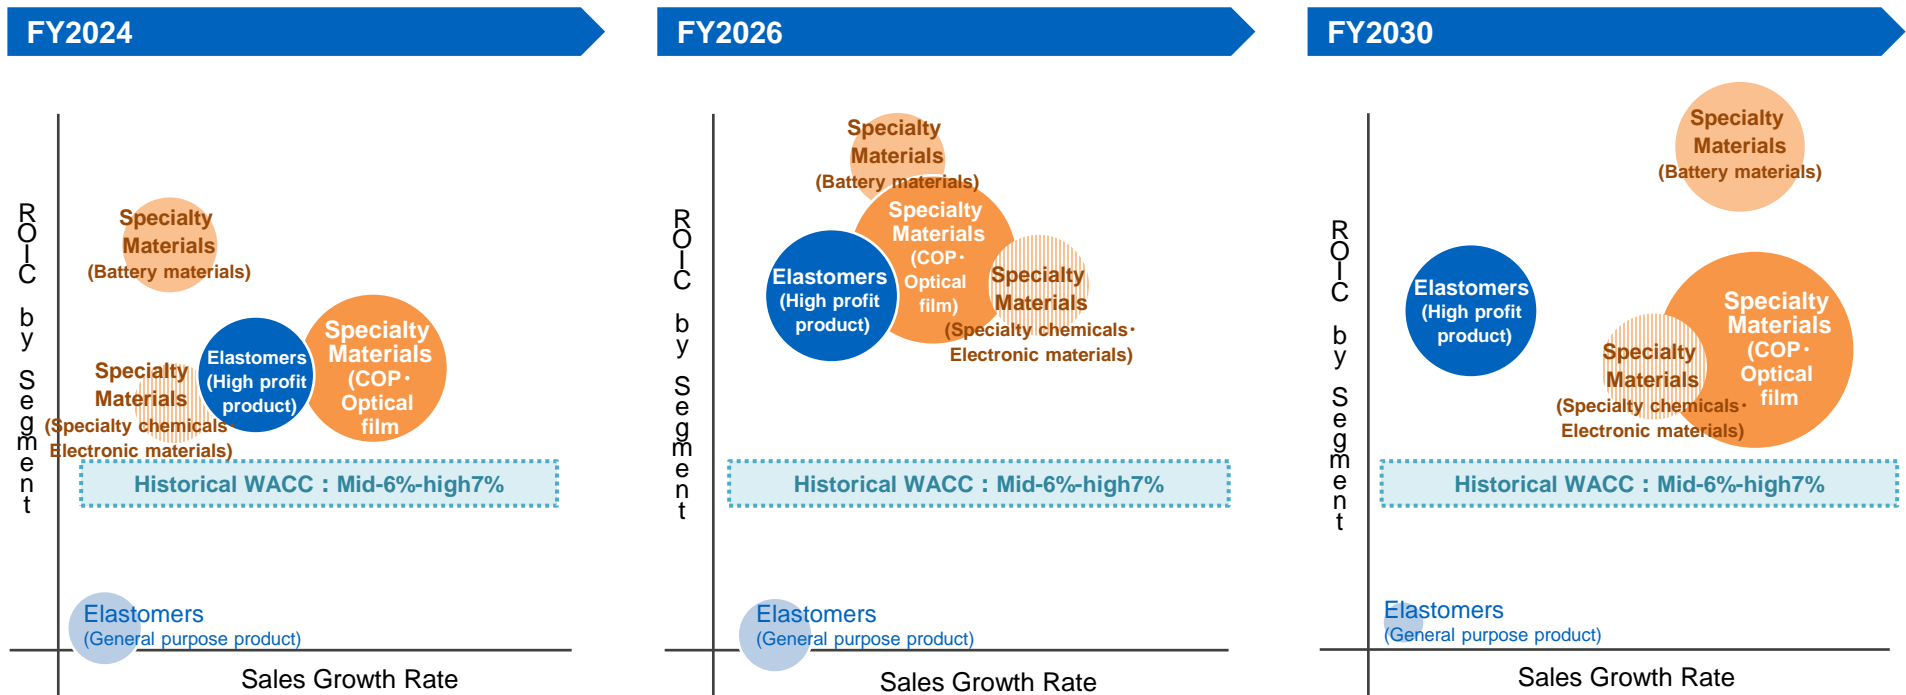 FY2024
ROIC by Segment
Specialty
Materials
(Battery materials)
Specialty
Materials
(COP・
Optical
film
Elastomers
(High profit
product)
Specialty
Materials
(Specialty chemicals・
Electronic materials)
Historical WACC：Mid-6%-high7%
Elastomers
(General purpose product)
Sales Growth Rate
FY2026
ROIC by Segment
Specialty
Materials
(Battery materials)
Specialty
Materials
(COP・
Optical
film)
Elastomers
(High profit
product)
Specialty
Materials
(Specialty chemicals・
Electronic materials)
Historical WACC：Mid-6%-high7%
Elastomers
(General purpose product)
Sales Growth Rate
FY2030
ROIC by Segment
Specialty
Materials
(Battery materials)
Elastomers
(High profit
product)
Specialty
Materials
(COP・
Optical
film
Specialty
Materials
(Specialty chemicals・
Electronic materials)
Historical WACC：Mid-6%-high7%
Elastomers
(General purpose product)
Sales Growth Rate